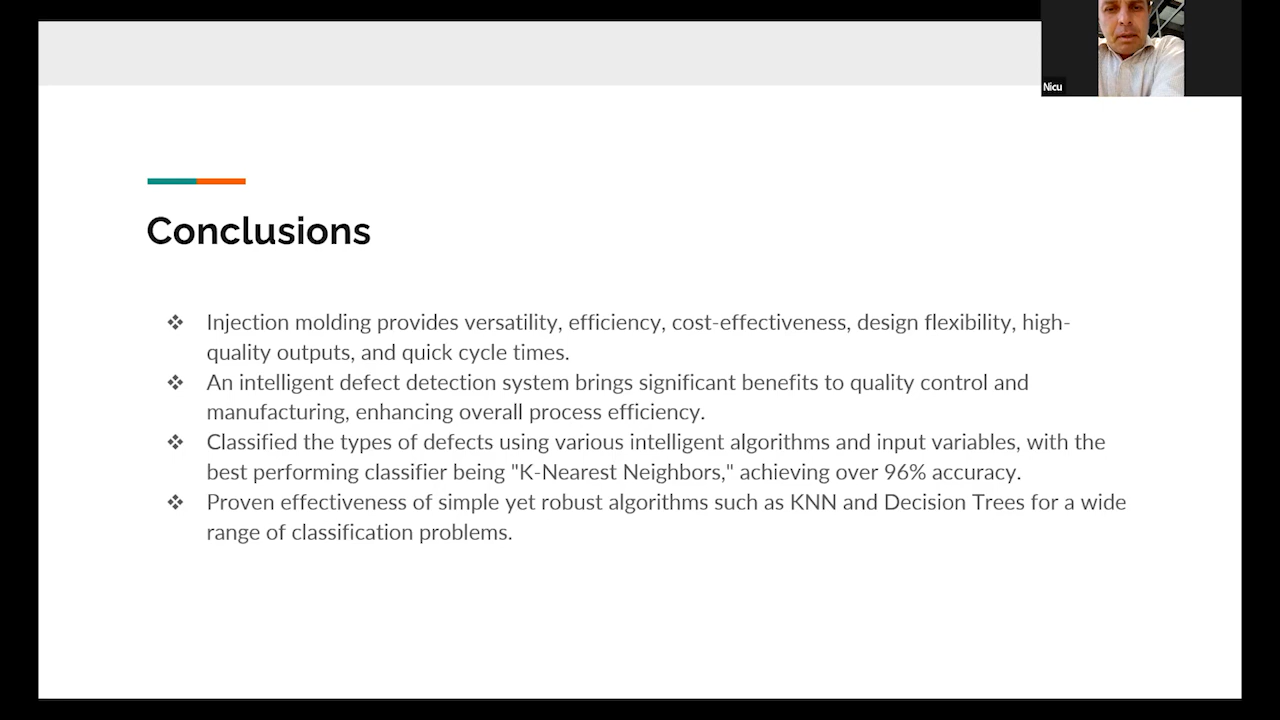 Nicu
Conclusions
❖ Injection molding provides versatility, efficiency, cost-effectiveness, design flexibility, high-
quality outputs, and quick cycle times.
❖ An intelligent defect detection system brings significant benefits to quality control and
manufacturing, enhancing overall process efficiency.
❖ Classified the types of defects using various intelligent algorithms and input variables, with the
best performing classifier being "K-Nearest Neighbors," achieving over 96% accuracy.
❖ Proven effectiveness of simple yet robust algorithms such as KNN and Decision Trees for a wide
range of classification problems.